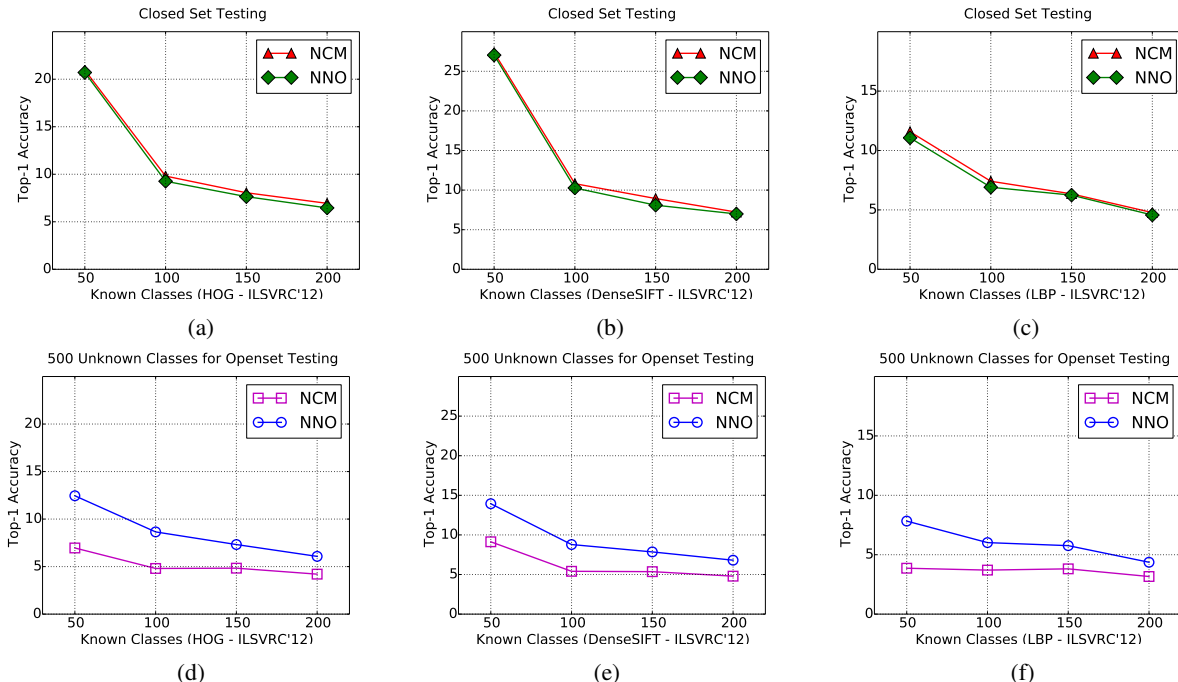 Closed Set Testing
Top-1 Accuracy
20
15
10
5
0
NCM
NNO
50 100 150 200
Known Classes (HOG - ILSVRC'12)
(a)
Closed Set Testing
Top-1 Accuracy
25
20
15
10
5
0
NCM
NNO
50 100 150 200
Known Classes (DenseSIFT - ILSVRC'12)
(b)
Closed Set Testing
Top-1 Accuracy
15
10
5
0
NCM
NNO
50 100 150 200
Known Classes (LBP - ILSVRC'12)
(c)
500 Unknown Classes for Openset Testing
Top-1 Accuracy
20
15
10
5
0
NCM
NNO
50 100 150 200
Known Classes (HOG - ILSVRC'12)
(d)
500 Unknown Classes for Openset Testing
Top-1 Accuracy
25
20
15
10
5
0
NCM
NNO
50 100 150 200
Known Classes (DenseSIFT - ILSVRC'12)
(e)
500 Unknown Classes for Openset Testing
Top-1 Accuracy
15
10
5
0
NCM
NNO
50 100 150 200
Known Classes (LBP - ILSVRC'12)
(f)